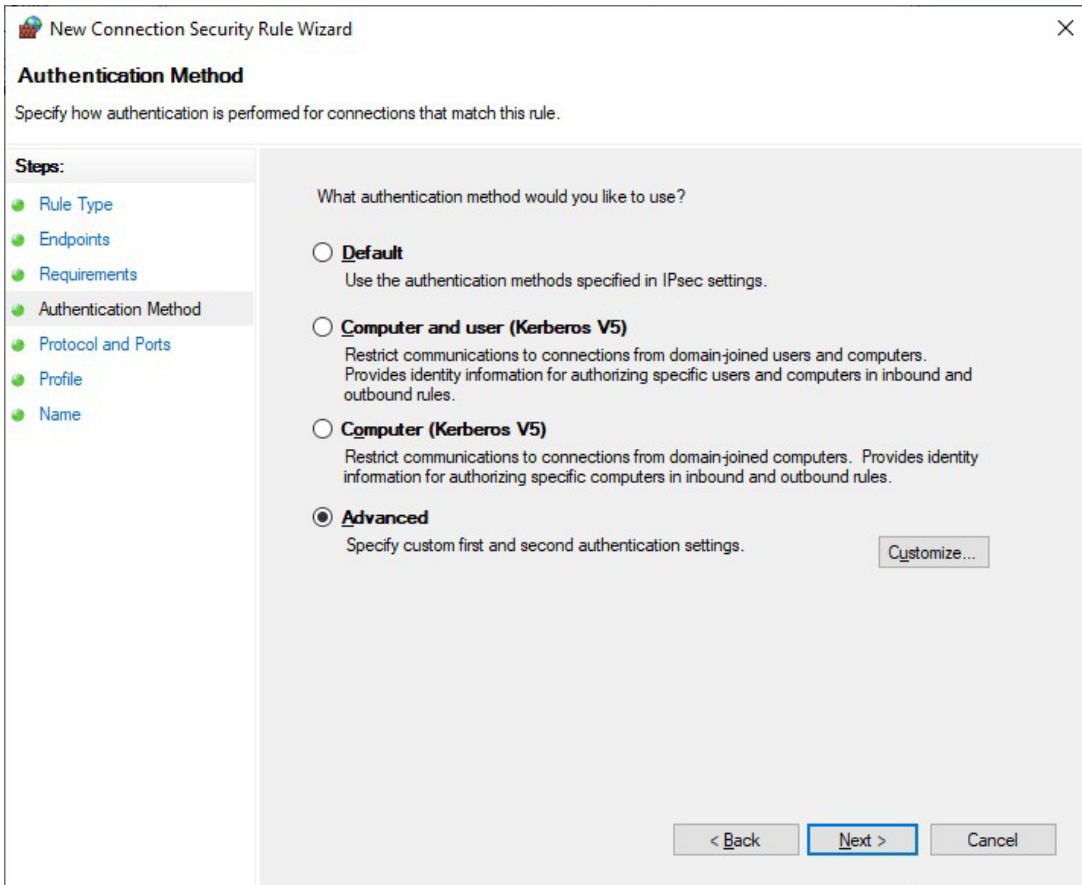 New Connection Security Rule Wizard
Authentication Method
Specify how authentication is performed for connections that match this rule.
Steps:
Rule Type
Endpoints
Requirements
Authentication Method
Protocol and Ports
Profile
Name
What authentication method would you like to use?
Default
Use the authentication methods specified in IPsec settings.
Computer and user (Kerberos V5)
Restrict communications to connections from domain-joined users and computers.
Provides identity information for authorizing specific users and computers in inbound and
outbound rules.
Computer (Kerberos V5)
Restrict communications to connections from domain-joined computers.  Provides identity
information for authorizing specific computers in inbound and outbound rules.
Advanced
Specify custom first and second authentication settings.
Customize...
< Back
Next >
Cancel